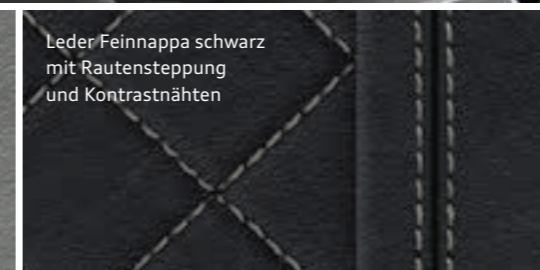 Leder Feinnappa schwarz
mit Rautensteppung
und Kontrastnähten